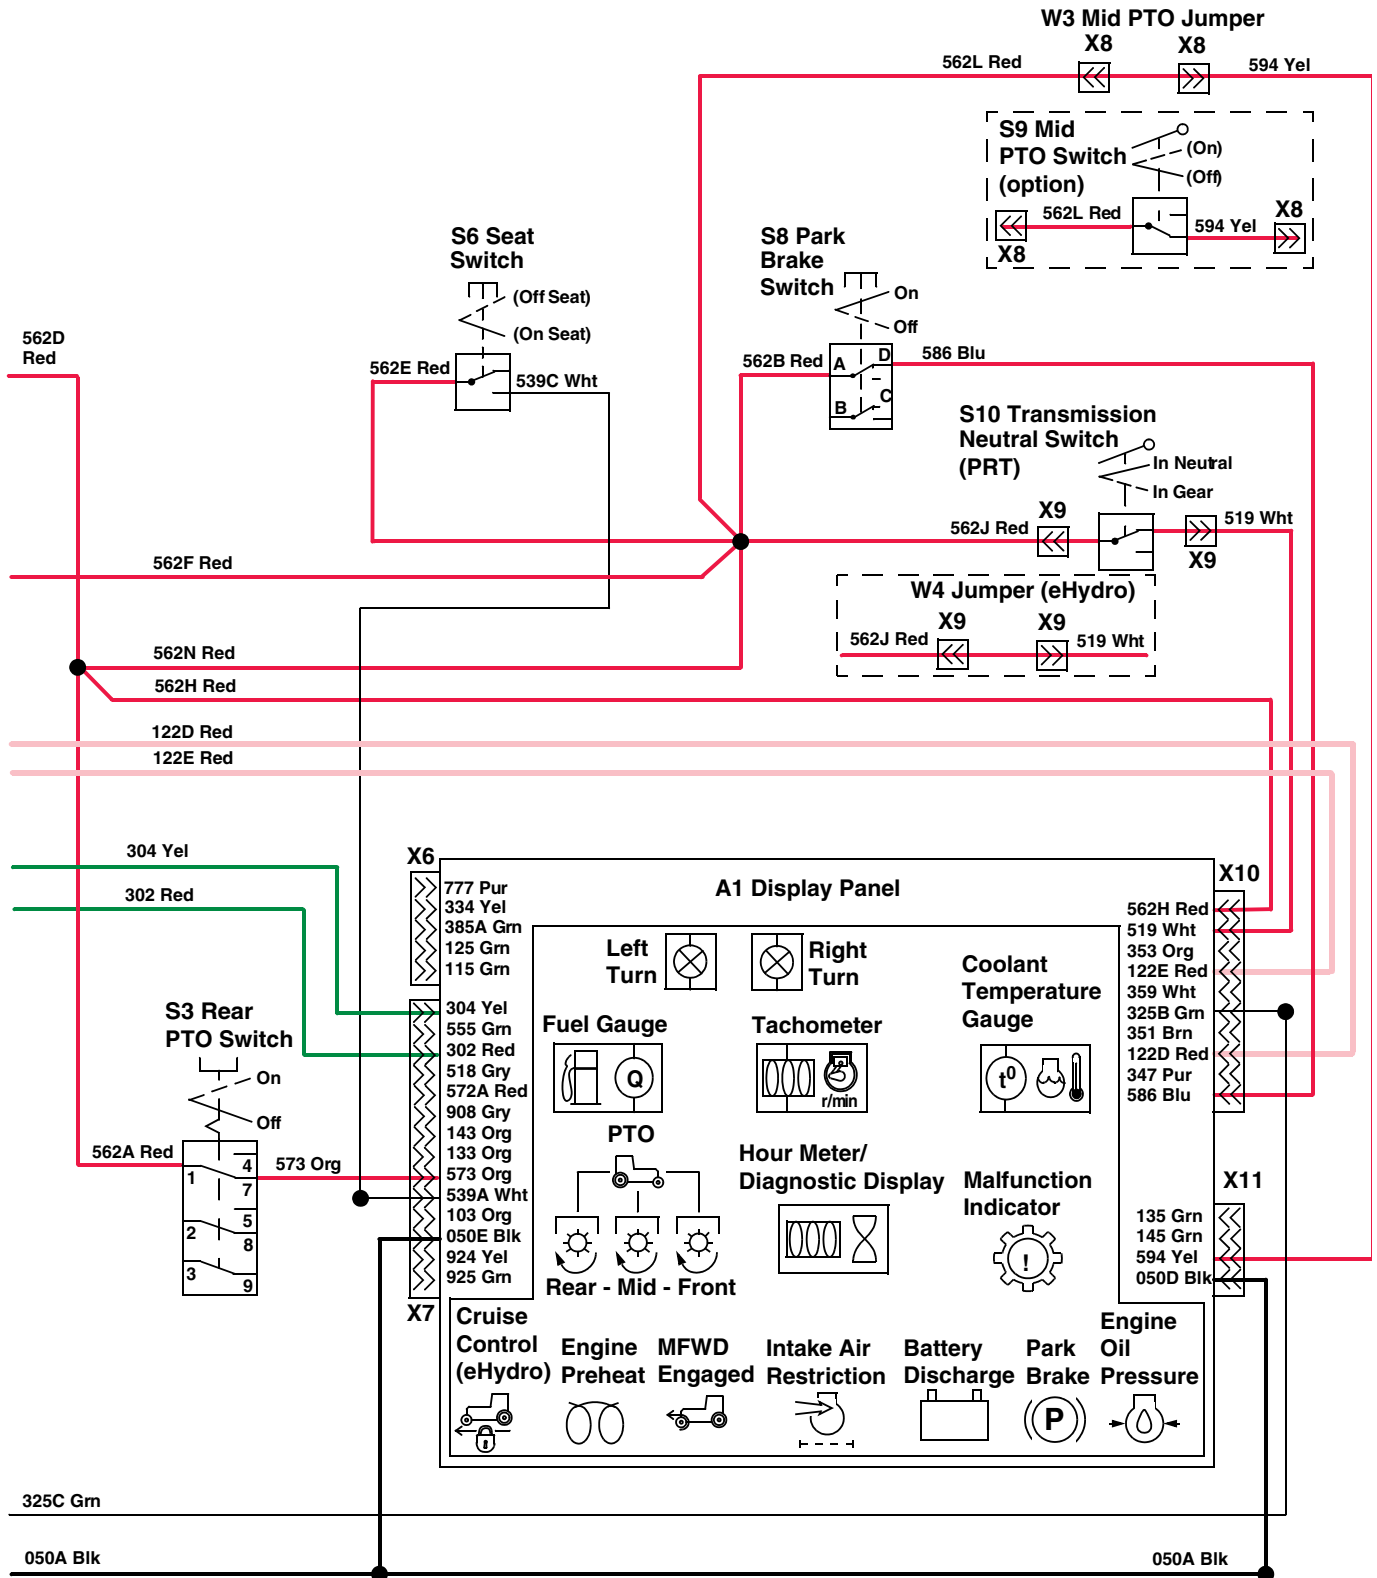 W3 Mid PTO Jumper
X8
X8
562L Red
594 Yel
S9 Mid
PTO Switch
(option)
(On)
(Off)
562L Red
X8
594 Yel
X8
S6 Seat
Switch
(Off Seat)
(On Seat)
S8 Park
Brake
Switch
On
Off
562D
Red
562E Red
539C Wht
562B Red
A
D
B
C
586 Blu
S10 Transmission
Neutral Switch
(PRT)
In Neutral
In Gear
562J Red
X9
519 Wht
X9
562F Red
W4 Jumper (eHydro)
X9
X9
562J Red
519 Wht
562N Red
562H Red
122D Red
122E Red
304 Yel
302 Red
S3 Rear
PTO Switch
On
Off
562A Red
573 Org
1
4
7
2
5
8
3
9
X6
777 Pur
334 Yel
385A Grn
125 Grn
115 Grn
304 Yel
555 Grn
302 Red
518 Gry
572A Red
908 Gry
143 Org
133 Org
573 Org
539A Wht
103 Org
050E Blk
924 Yel
925 Grn
X7
A1 Display Panel
Left
Turn
Right
Turn
Fuel Gauge
Q
Tachometer
r/min
Coolant
Temperature
Gauge
t0
PTO
Rear - Mid - Front
Hour Meter/
Diagnostic Display
Malfunction
Indicator
!
X10
562H Red
519 Wht
353 Org
122E Red
359 Wht
325B Grn
351 Brn
122D Red
347 Pur
586 Blu
X11
135 Grn
145 Grn
594 Yel
050D Blk
Cruise
Control
(eHydro)
Engine
Preheat
MFWD
Engaged
Intake Air
Restriction
Battery
Discharge
Park
Brake
P
Engine
Oil
Pressure
325C Grn
050A Blk
050A Blk